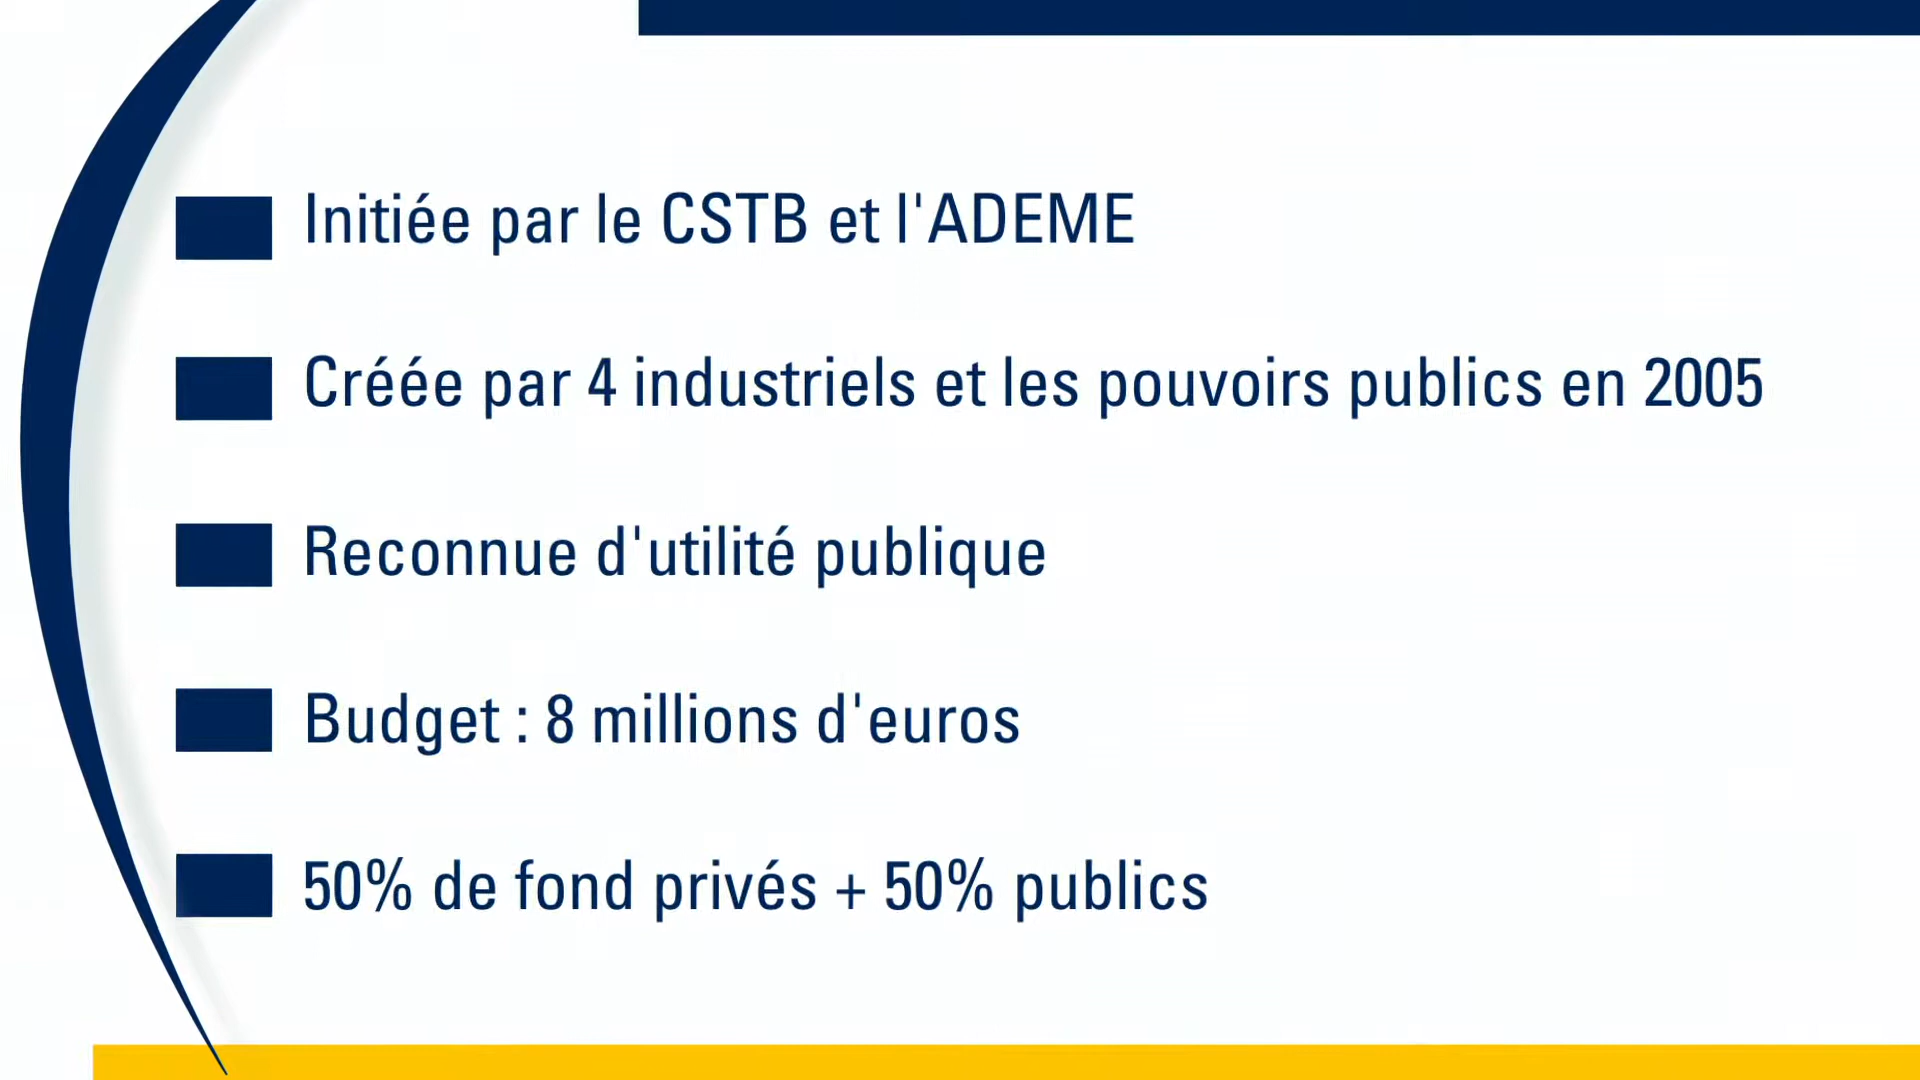 Initiée par le CSTB et l'ADEME
Créée par 4 industriels et les pouvoirs publics en 2005
Reconnue d'utilité publique
Budget : 8 millions d'euros
50% de fond privés + 50% publics